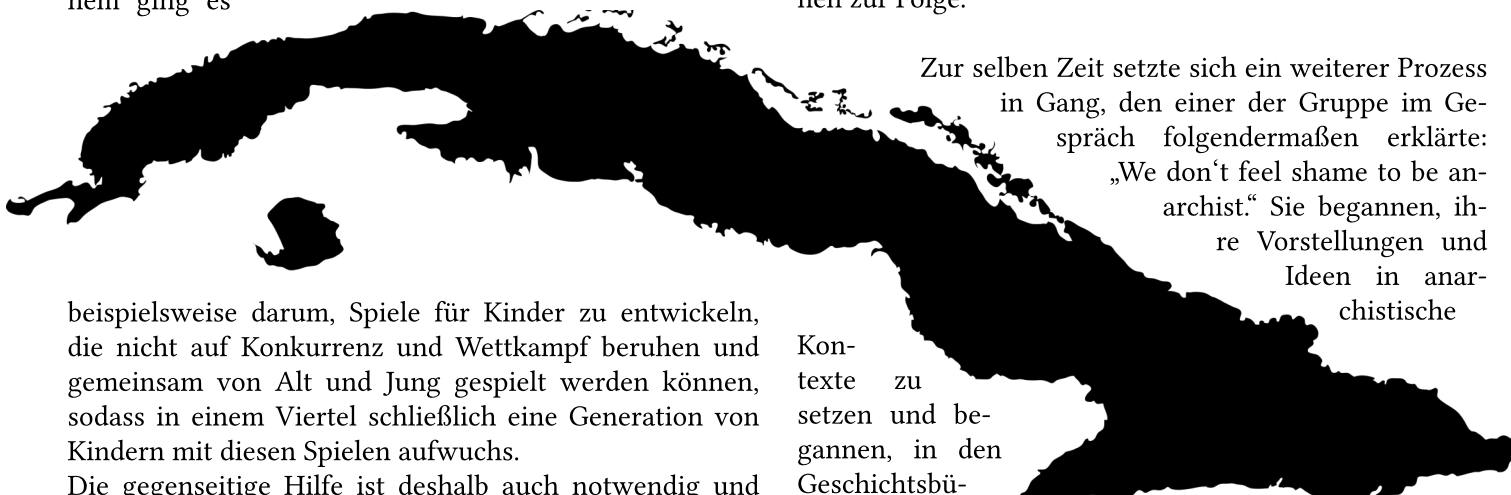 nem ging es
beispielsweise darum, Spiele für Kinder zu entwickeln,
die nicht auf Konkurrenz und Wettkampf beruhen und
gemeinsam von Alt und Jung gespielt werden können,
sodass in einem Viertel schließlich eine Generation von
Kindern mit diesen Spielen aufwuchs.
Die gegenseitige Hilfe ist deshalb auch notwendig und
nen zur Folge.
Zur selben Zeit setzte sich ein weiterer Prozess
in Gang, den einer der Gruppe im Ge-
spräch folgendermaßen erklärte:
„We don‘t feel shame to be an-
archist.“ Sie begannen, ih-
re Vorstellungen und
Ideen in anar-
chistische
Kon-
texte zu
setzen und be-
gannen, in den
Geschichtsbü-